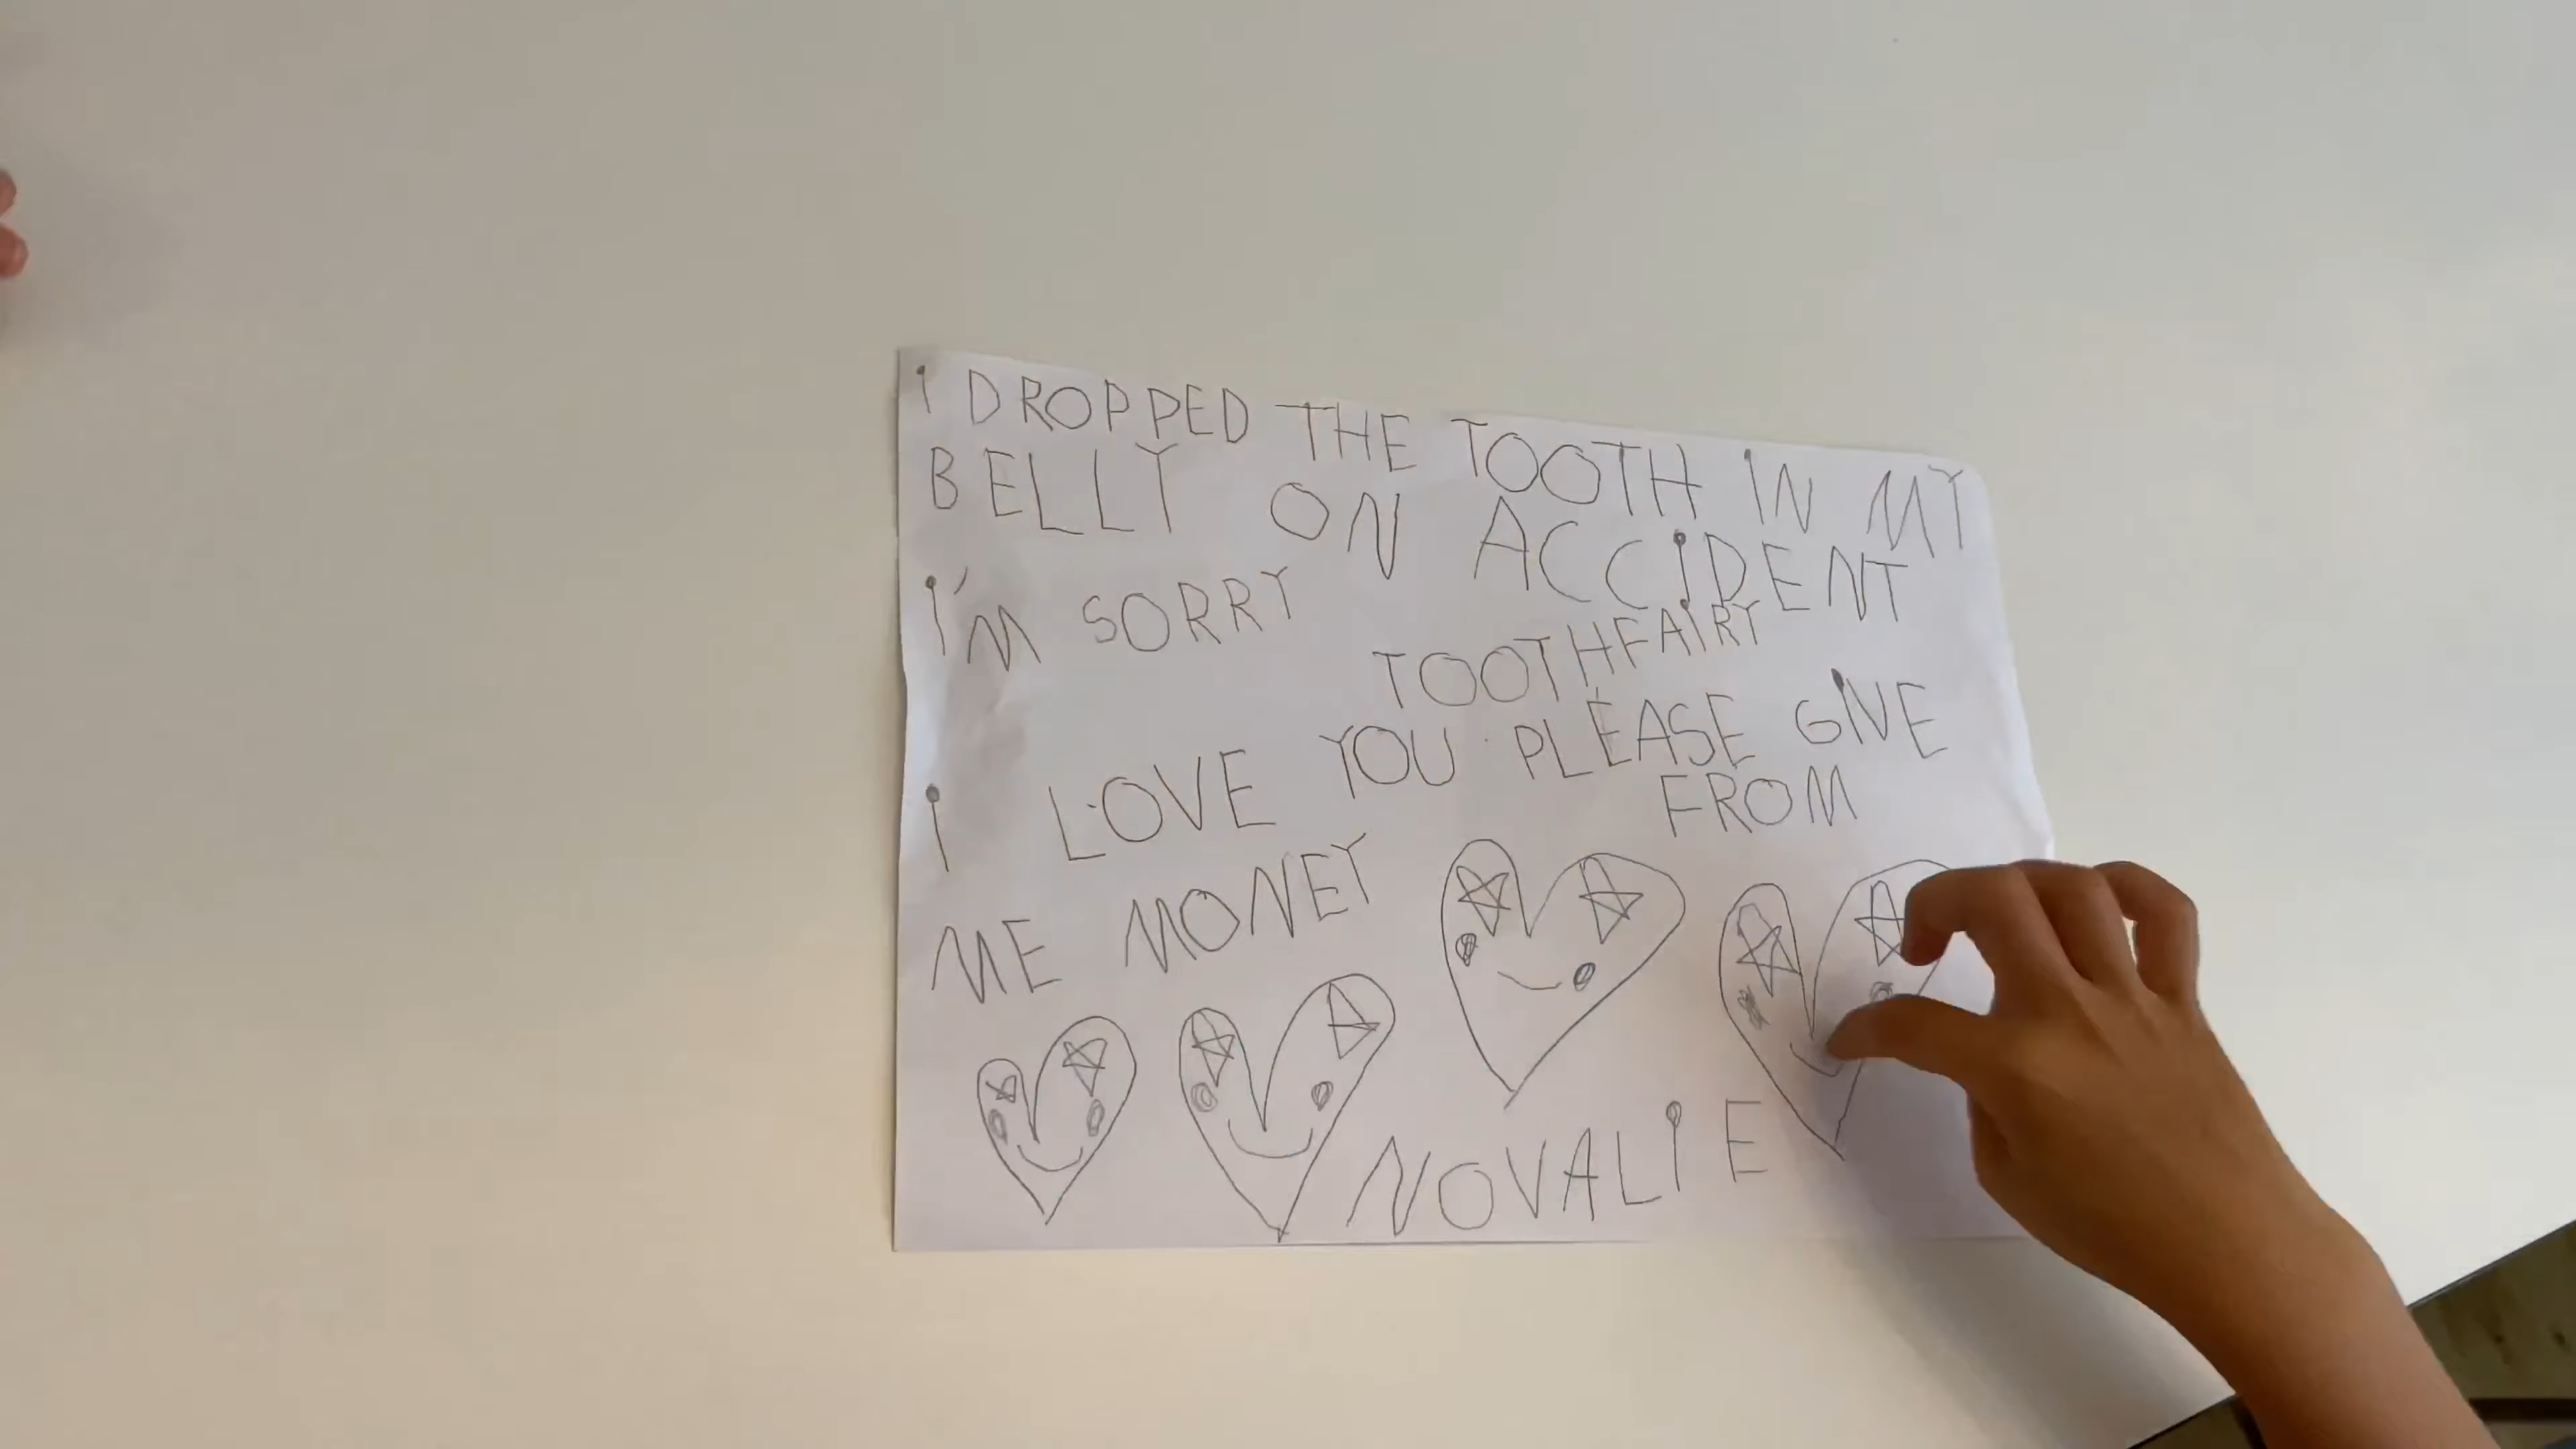 i DROPPED THE TOOTH IN MY
BELLY ON ACCiDENT
i'M SORRY TOOTHFAiRY
i LOVE YOU PLEASE GiVE
ME MONEY FROM
NOVALiE